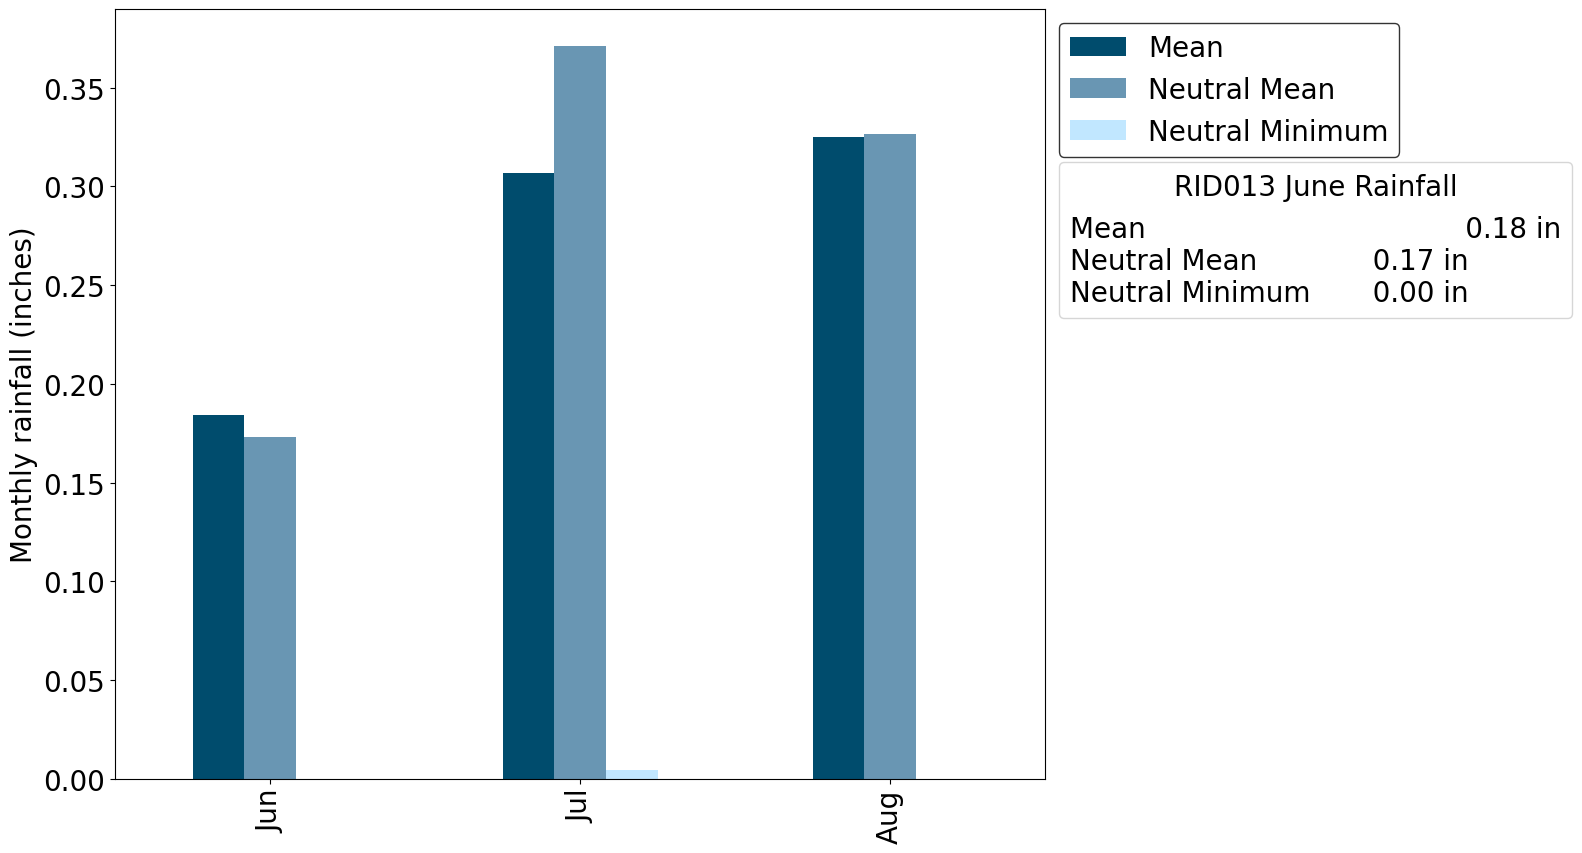 Monthly rainfall (inches)
0.35
0.30
0.25
0.20
0.15
0.10
0.05
0.00
Jun
Jul
Aug
Mean
Neutral Mean
Neutral Minimum
RID013 June Rainfall
Mean 0.18 in
Neutral Mean 0.17 in
Neutral Minimum 0.00 in